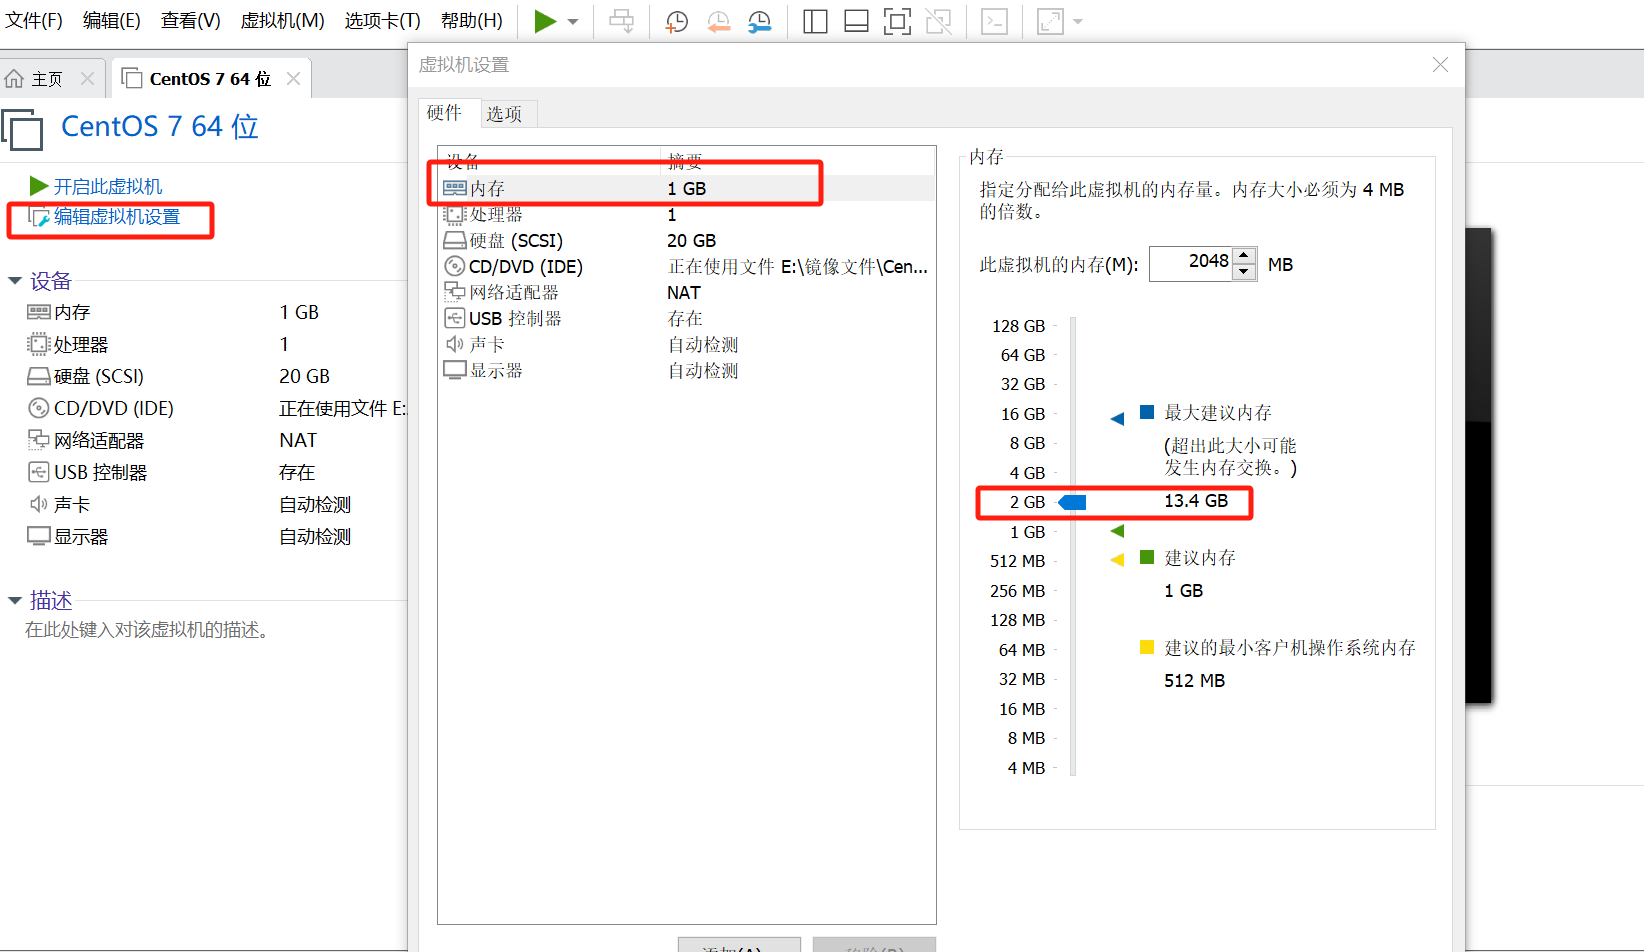 文件(F) 编辑(E) 查看(V) 虚拟机(M) 选项卡(T) 帮助(H)
主页
CentOS 7 64 位
CentOS 7 64 位
开启此虚拟机
编辑虚拟机设置
设备
内存 1 GB
处理器 1
硬盘 (SCSI) 20 GB
CD/DVD (IDE) 正在使用文件 E:
网络适配器 NAT
USB 控制器 存在
声卡 自动检测
显示器 自动检测
描述
在此处键入对该虚拟机的描述。
虚拟机设置
硬件 选项
设备 摘要
内存 1 GB
处理器 1
硬盘 (SCSI) 20 GB
CD/DVD (IDE) 正在使用文件 E:\镜像文件\Cen...
网络适配器 NAT
USB 控制器 存在
声卡 自动检测
显示器 自动检测
添加(A)
移除(R)
内存
指定分配给此虚拟机的内存量。内存大小必须为 4 MB
的倍数。
此虚拟机的内存(M): 2048 MB
128 GB
64 GB
32 GB
16 GB
8 GB
4 GB
2 GB
1 GB
512 MB
256 MB
128 MB
64 MB
32 MB
16 MB
8 MB
4 MB
最大建议内存
(超出此大小可能
发生内存交换。)
13.4 GB
建议内存
1 GB
建议的最小客户机操作系统内存
512 MB